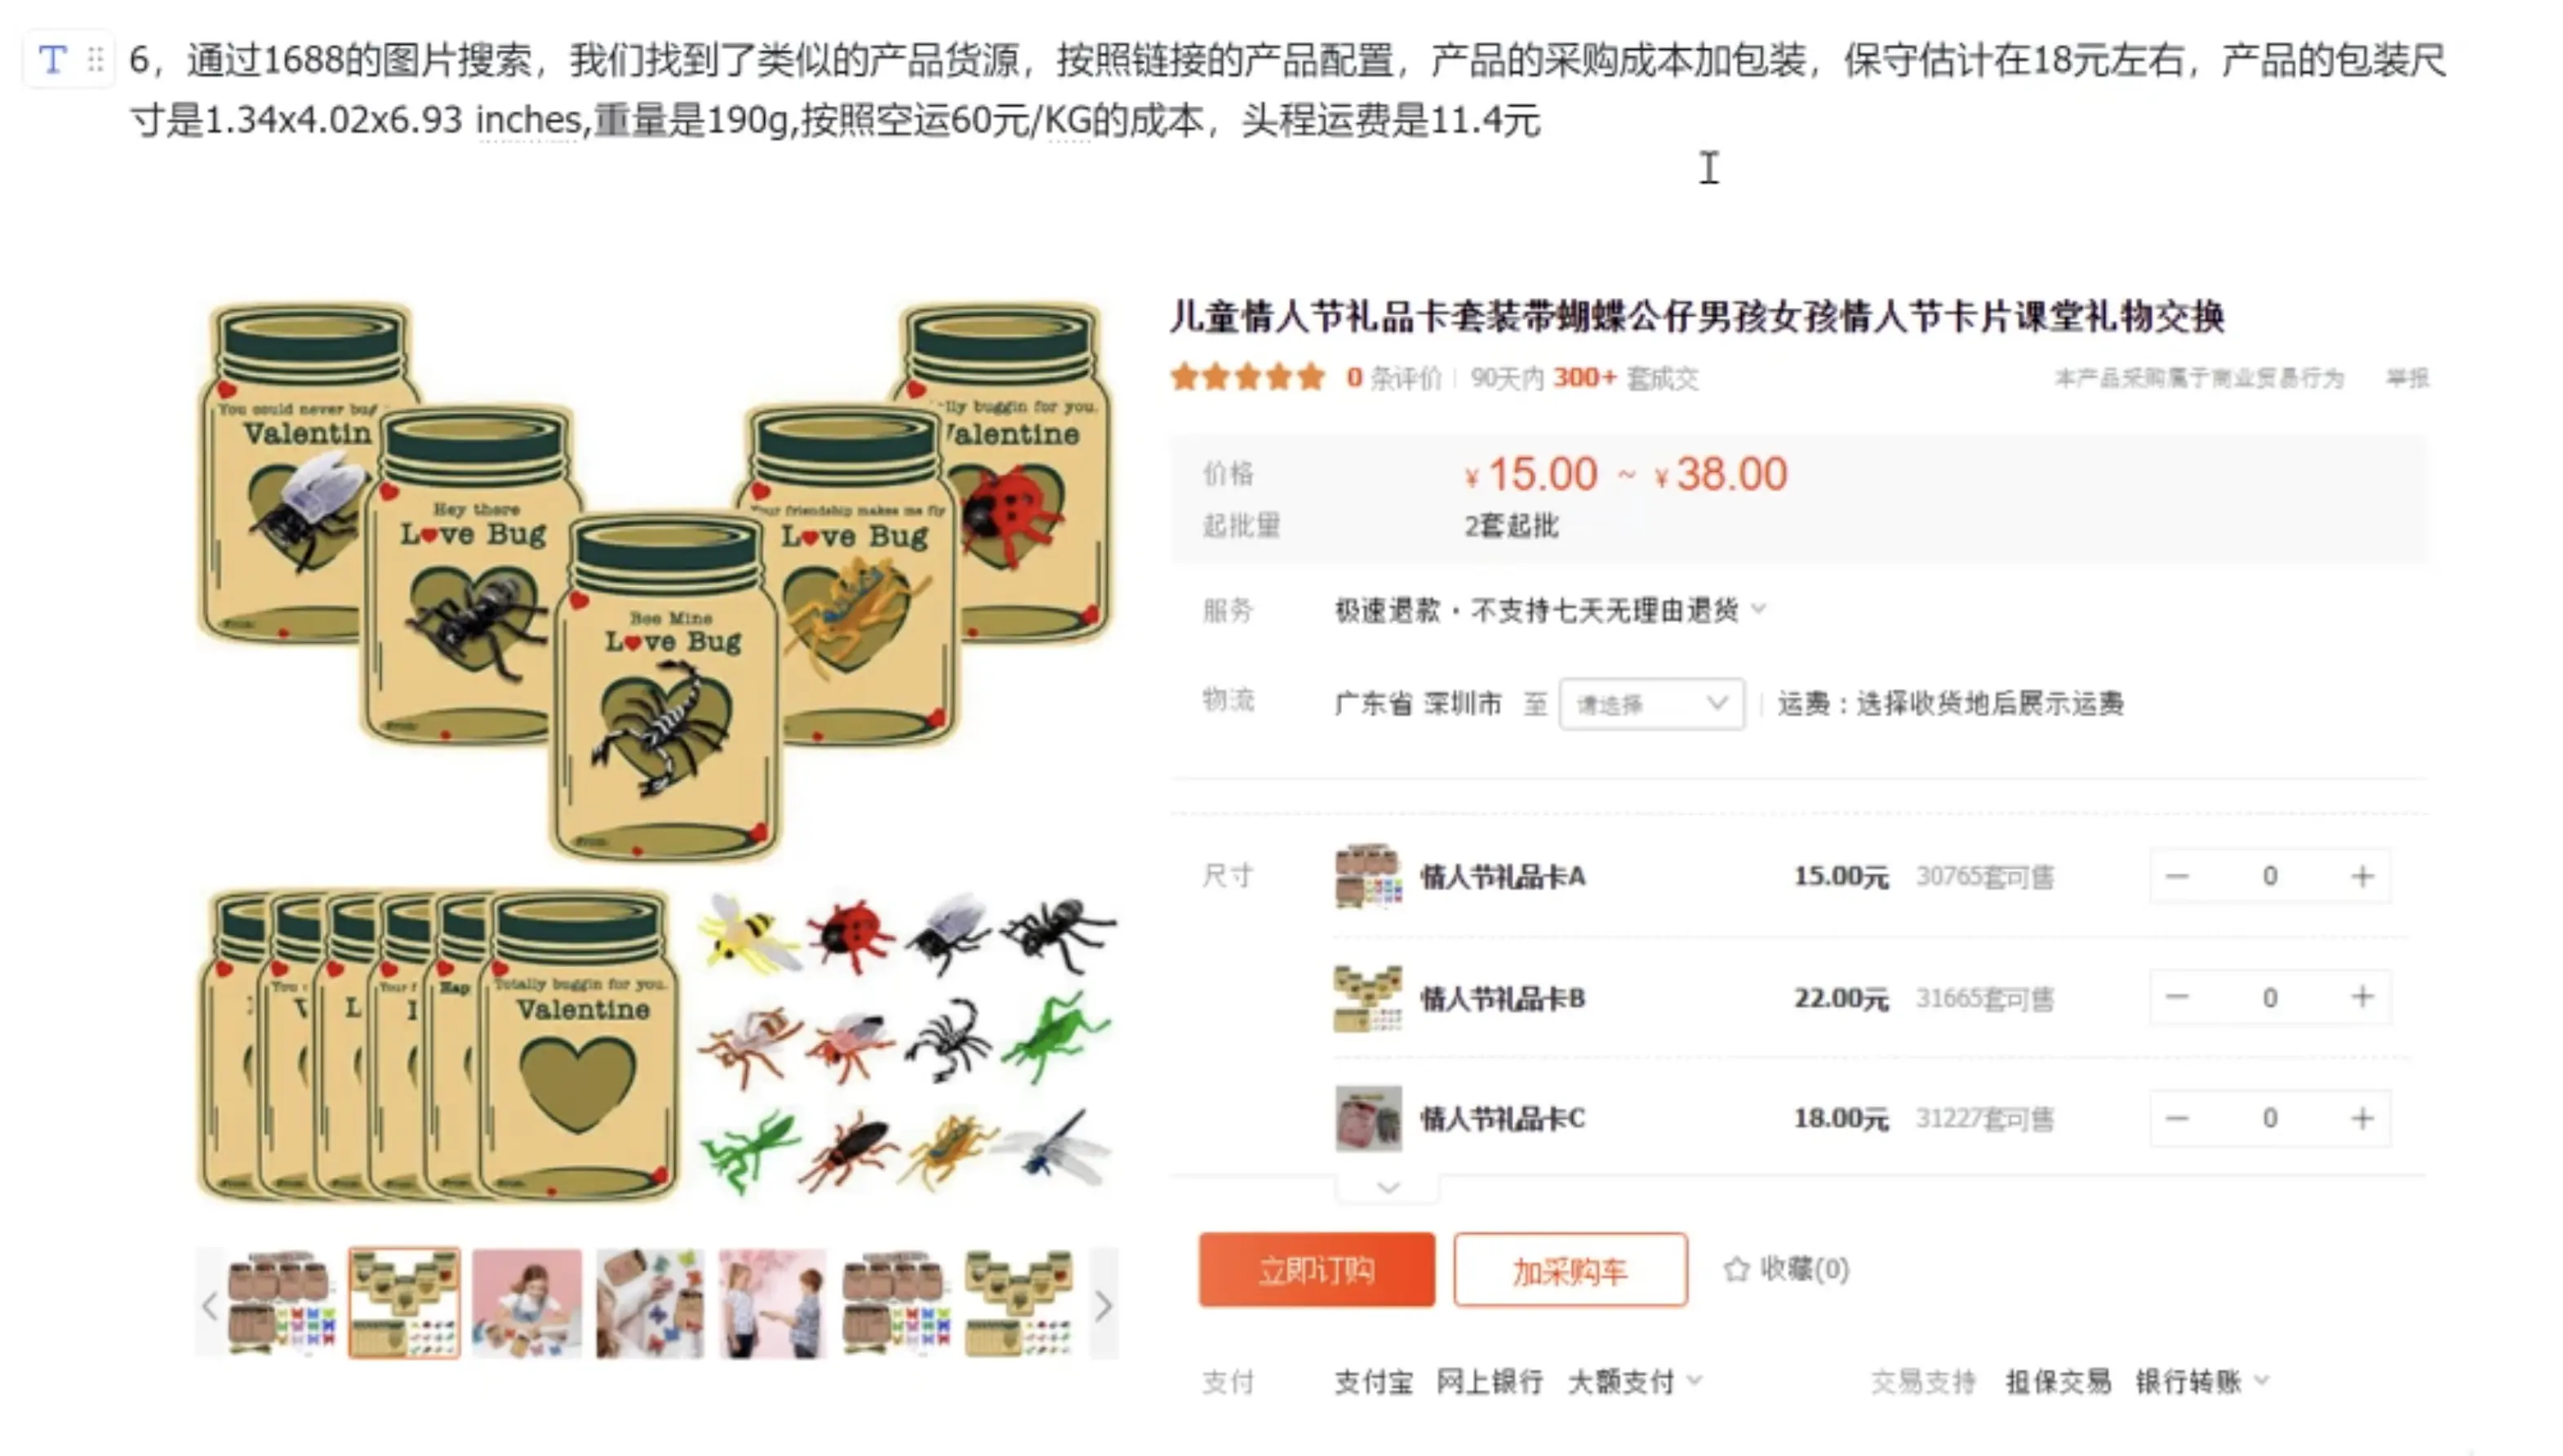 6，通过1688的图片搜索，我们找到了类似的产品货源，按照链接的产品配置，产品的采购成本加包装，保守估计在18元左右，产品的包装尺
寸是1.34x4.02x6.93 inches,重量是190g,按照空运60元/KG的成本，头程运费是11.4元
儿童情人节礼品卡套装带蝴蝶公仔男孩女孩情人节卡片课堂礼物交换
0 条评价 90天内 300+ 套成交 本产品采购属于商业贸易行为 举报
价格 ¥15.00 ~ ¥38.00
起批量 2套起批
服务 极速退款·不支持七天无理由退货
物流 广东省 深圳市 至 请选择 运费：选择收货地后展示运费
尺寸 情人节礼品卡A 15.00元 30765套可售 0
情人节礼品卡B 22.00元 31665套可售 0
情人节礼品卡C 18.00元 31227套可售 0
立即订购 加采购车 收藏(0)
支付 支付宝 网上银行 大额支付 交易支持 担保交易 银行转账
You could never bug
Valentin
Hey there
Love Bug
Bee Mine
Love Bug
Your friendship makes me fly
Love Bug
lly buggin for you.
Valentine
Totally buggin for you.
Valentine